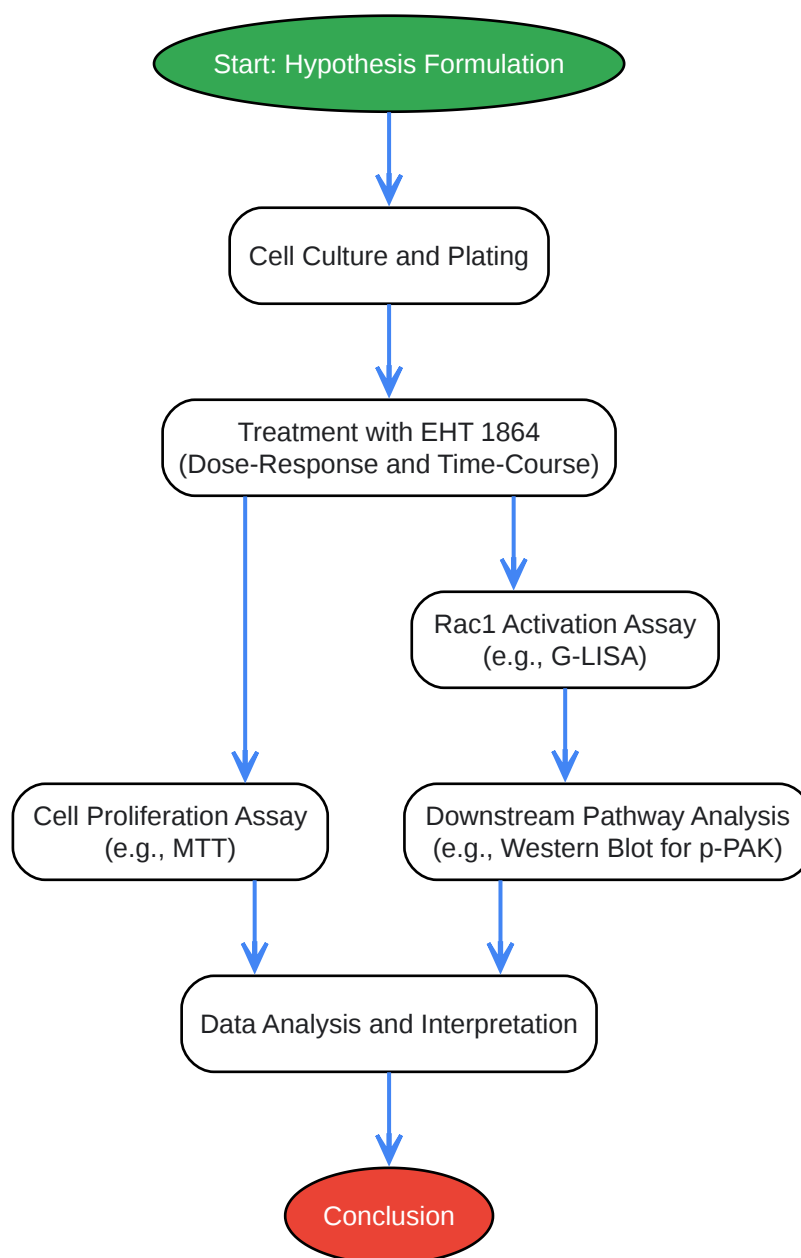 Start: Hypothesis Formulation
Cell Culture and Plating
Treatment with EHT 1864
(Dose-Response and Time-Course)
Rac1 Activation Assay
(e.g., G-LISA)
Cell Proliferation Assay
(e.g., MTT)
Downstream Pathway Analysis
(e.g., Western Blot for p-PAK)
Data Analysis and Interpretation
Conclusion